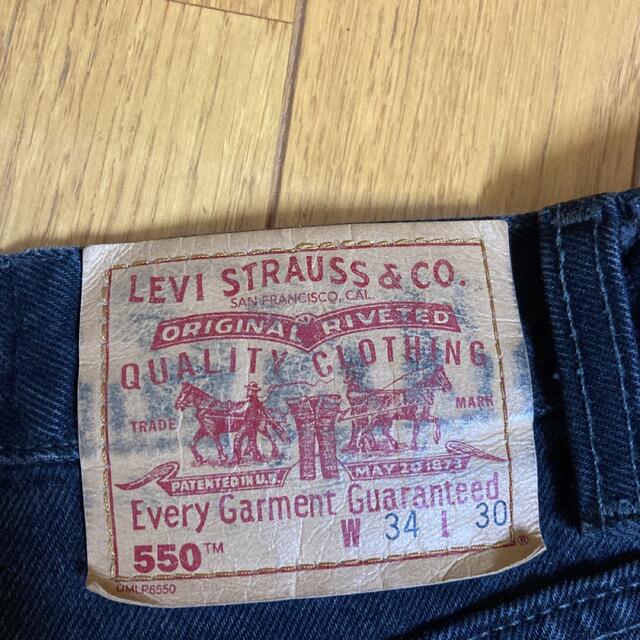 LEVI STRAUSS & CO.
SAN FRANCISCO, CAL.
ORIGINAL RIVETED
QUALITY CLOTHING
TRADE MARK
PATENTED IN U.S. MAY 20 1873
Every Garment Guaranteed
W 34 L 30
550™ ®